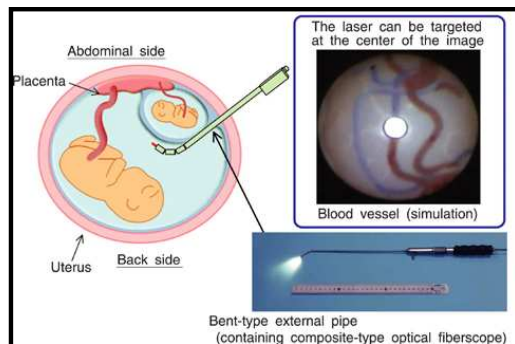 Abdominal side
Placenta
Uterus
Back side
The laser can be targeted
at the center of the image
Blood vessel (simulation)
Bent-type external pipe
(containing composite-type optical fiberscope)